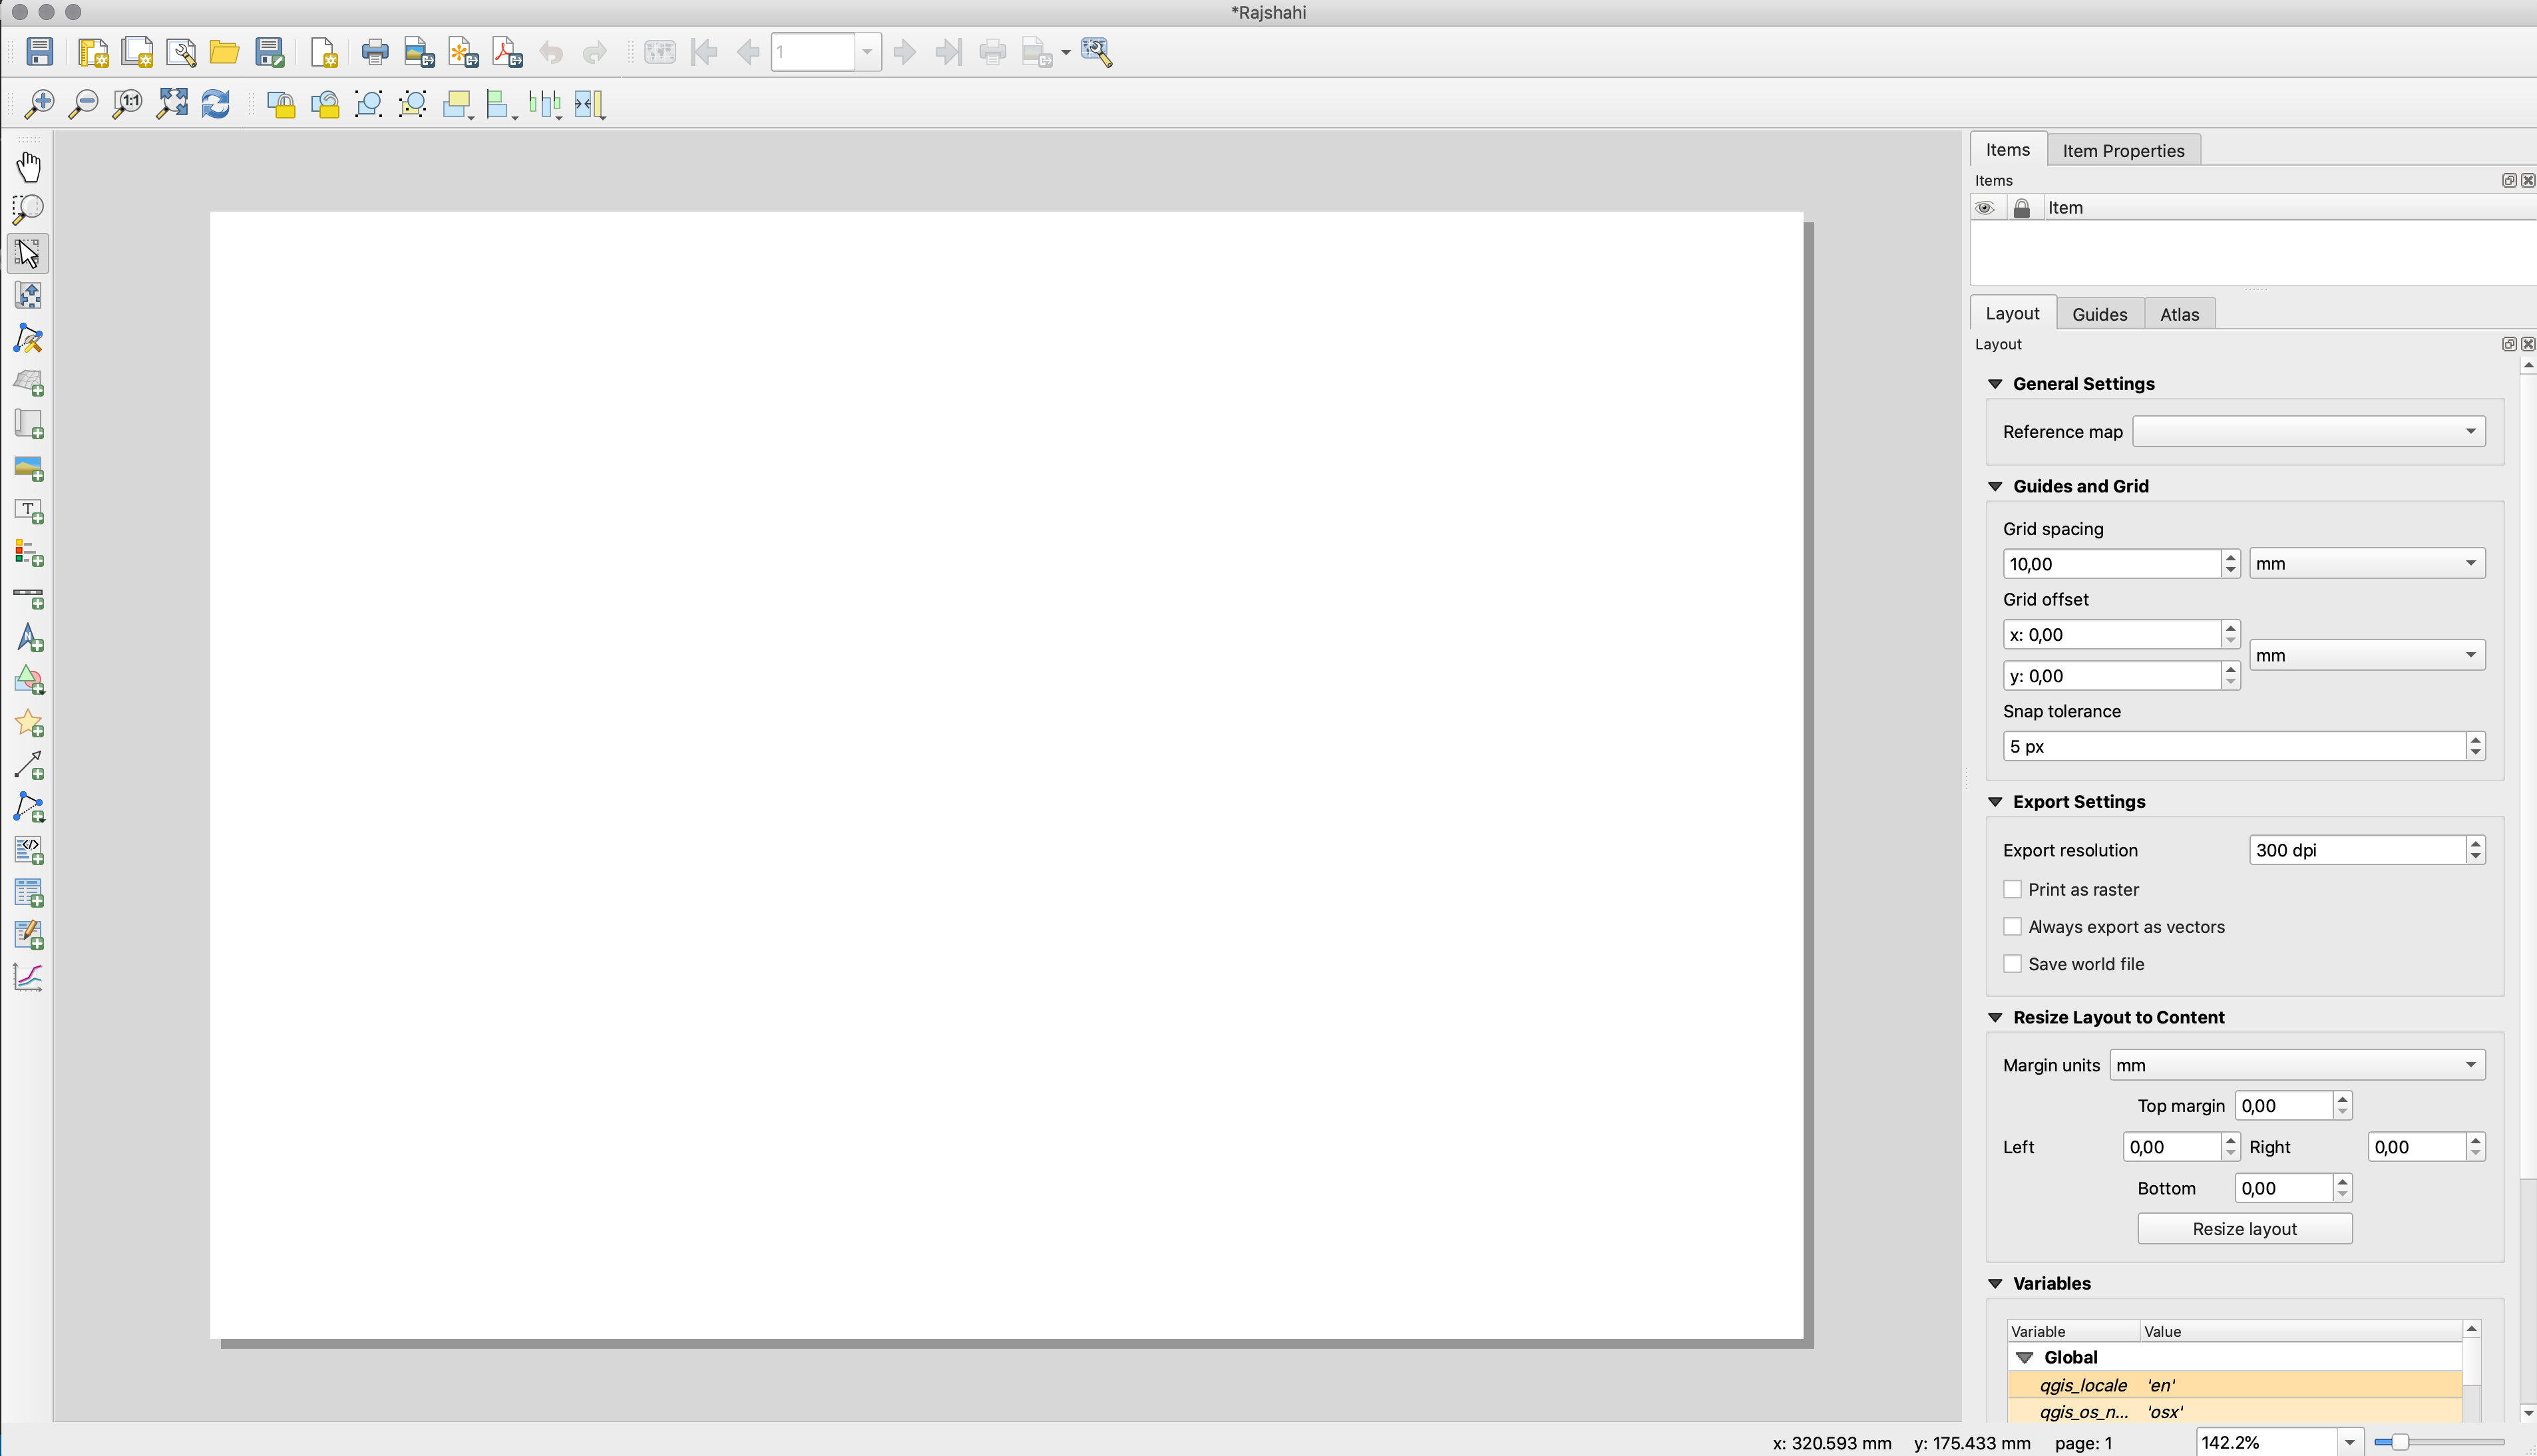 *Rajshahi
1
1:1
Items
Item Properties
Items
Item
Layout
Guides
Atlas
Layout
General Settings
Reference map
Guides and Grid
Grid spacing
10,00
mm
Grid offset
x: 0,00
mm
y: 0,00
Snap tolerance
5 px
Export Settings
Export resolution
300 dpi
Print as raster
Always export as vectors
Save world file
Resize Layout to Content
Margin units
mm
Top margin
0,00
Left
0,00
Right
0,00
Bottom
0,00
Resize layout
Variables
Variable
Value
Global
qgis_locale
'en'
qgis_os_n...
'osx'
x: 320.593 mm
y: 175.433 mm
page: 1
142.2%